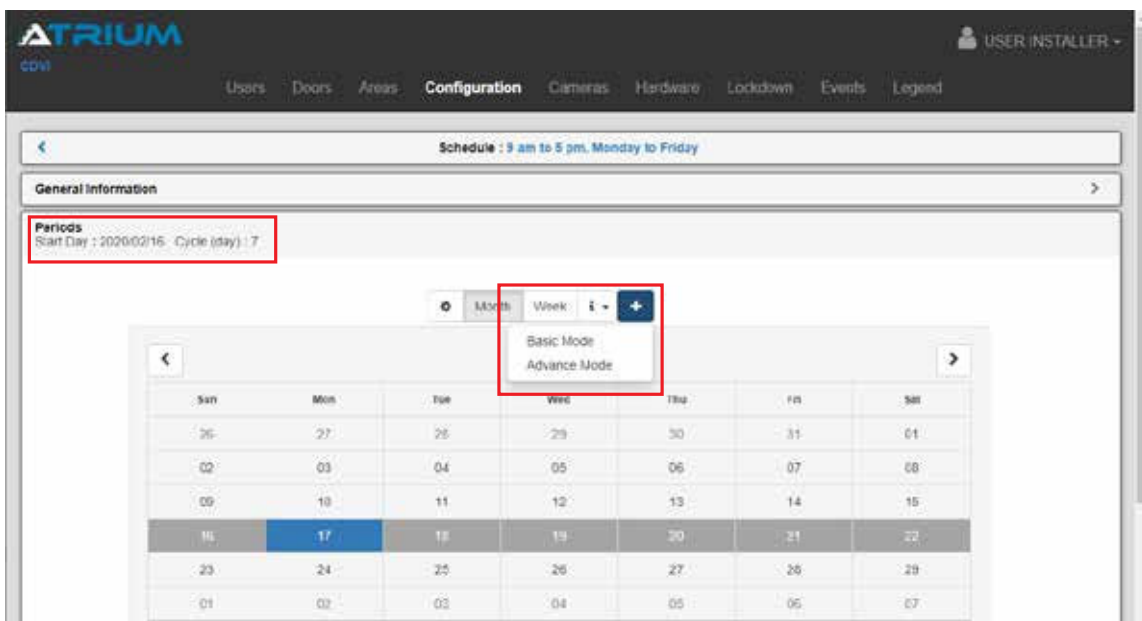 ATRIUM
CDVI
USER INSTALLER
Users Doors Areas Configuration Cameras Hardware Lockdown Events Legend
Schedule : 9 am to 5 pm, Monday to Friday
General Information
Periods
Start Day : 2020/02/16 Cycle (day) : 7
Month Week i
Basic Mode
Advance Mode
Sun Mon Tue Wed Thu Fri Sat
26 27 28 29 30 31 01
02 03 04 05 06 07 08
09 10 11 12 13 14 15
16 17 18 19 20 21 22
23 24 25 26 27 28 29
01 02 03 04 05 06 07